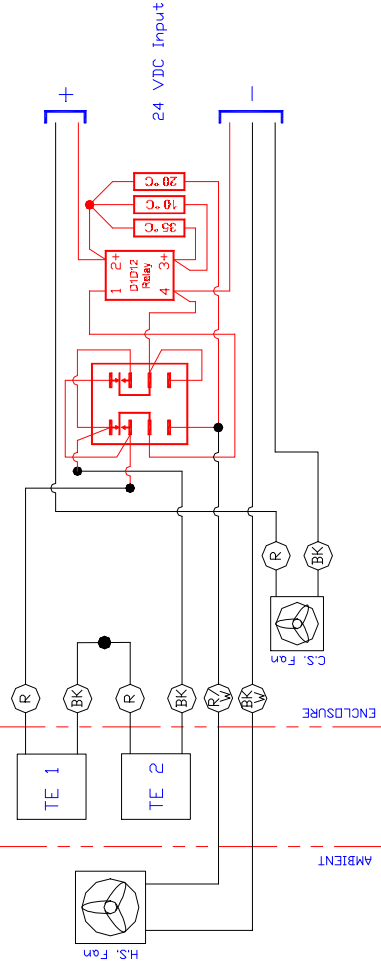 24 VDC Input
+
−
20°C
10°C
35°C
2+
3+
1
4
D1D12
Relay
R
BK
C.S. Fan
R
BK
R
BK
R/W
BK/W
ENCLOSURE
TE 1
TE 2
AMBIENT
H.S. Fan